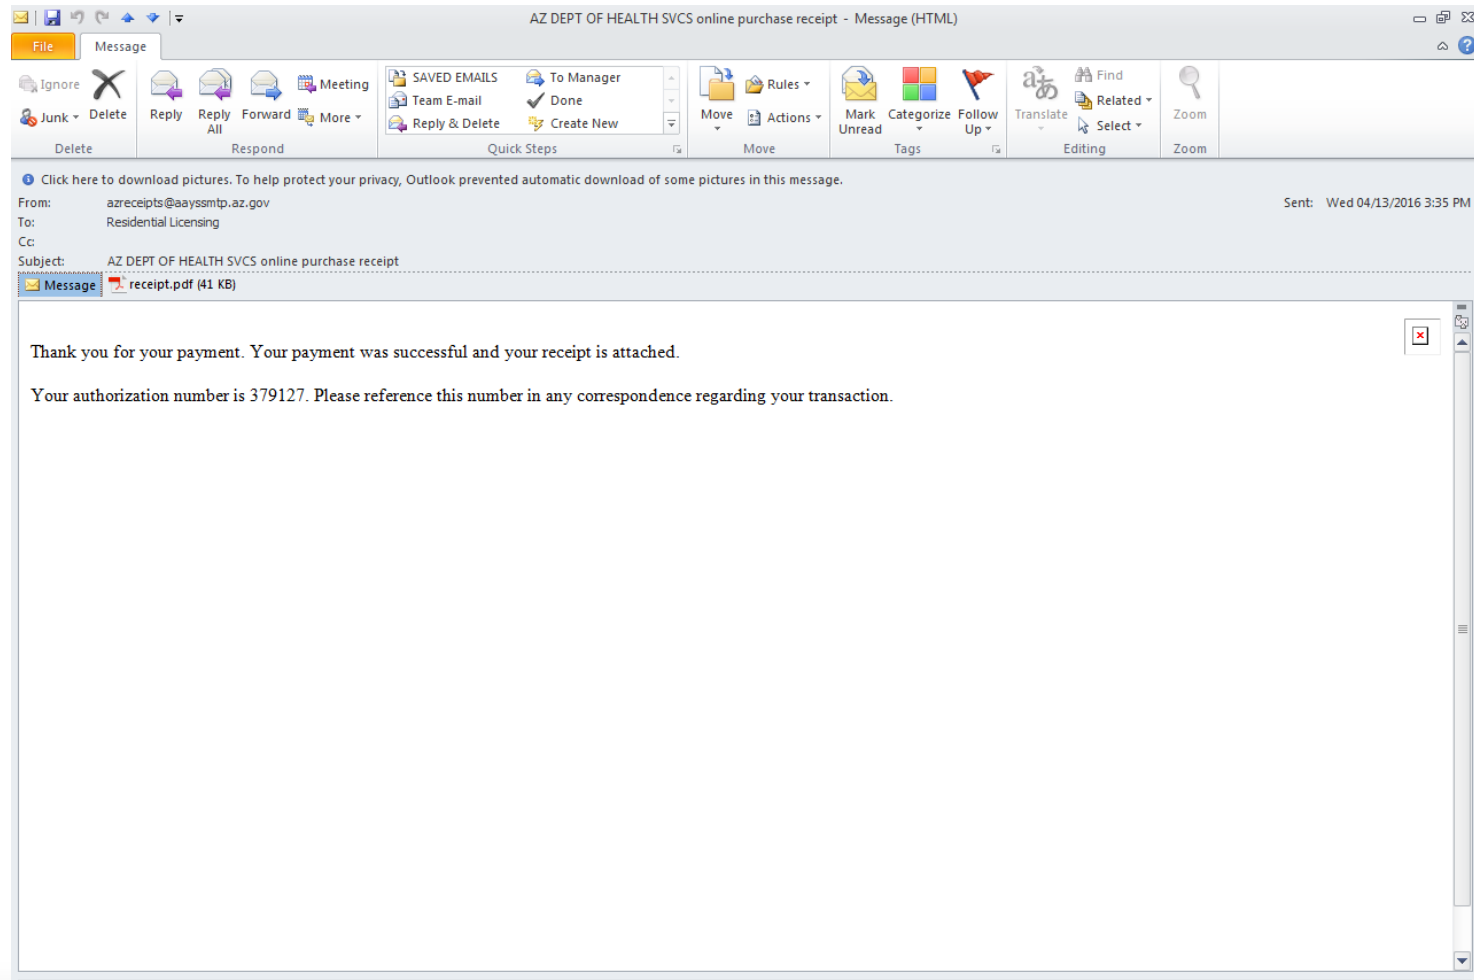 AZ DEPT OF HEALTH SVCS online purchase receipt - Message (HTML)
File Message
Ignore
Junk
Delete
Delete
Reply
Reply All
Forward
Meeting
More
Respond
SAVED EMAILS
Team E-mail
Reply & Delete
To Manager
Done
Create New
Quick Steps
Move
Rules
Actions
Move
Mark Unread
Categorize
Follow Up
Tags
Translate
Find
Related
Select
Editing
Zoom
Zoom
Click here to download pictures. To help protect your privacy, Outlook prevented automatic download of some pictures in this message.
From: azreceipts@aayssmtp.az.gov Sent: Wed 04/13/2016 3:35 PM
To: Residential Licensing
Cc:
Subject: AZ DEPT OF HEALTH SVCS online purchase receipt
Message receipt.pdf (41 KB)
Thank you for your payment. Your payment was successful and your receipt is attached.
Your authorization number is 379127. Please reference this number in any correspondence regarding your transaction.